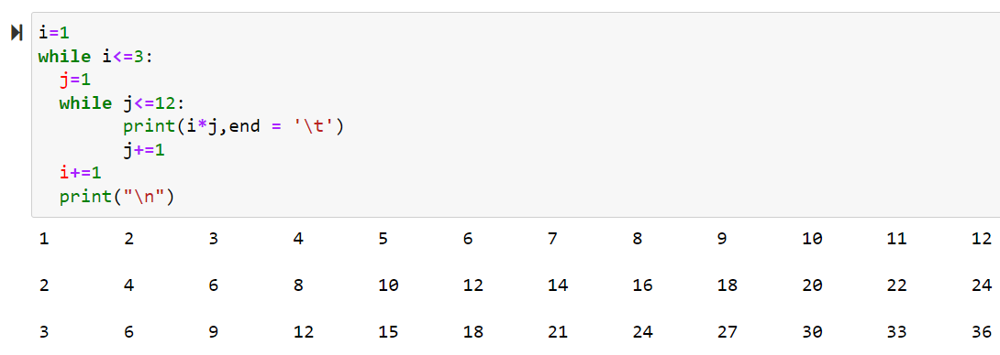 i=1
while i<=3:
  j=1
  while j<=12:
        print(i*j,end = '\t')
        j+=1
  i+=1
  print("\n")
1 2 3 4 5 6 7 8 9 10 11 12
2 4 6 8 10 12 14 16 18 20 22 24
3 6 9 12 15 18 21 24 27 30 33 36